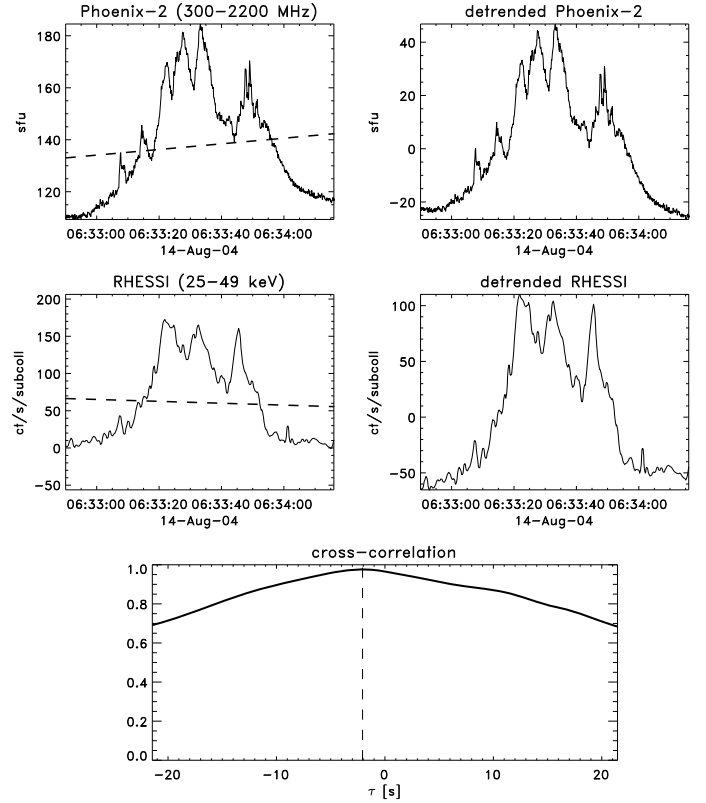 Phoenix-2 (300-2200 MHz)
detrended Phoenix-2
180
160
140
120
sfu
40
20
0
-20
sfu
06:33:00 06:33:20 06:33:40 06:34:00
14-Aug-04
06:33:00 06:33:20 06:33:40 06:34:00
14-Aug-04
RHESSI (25-49 keV)
detrended RHESSI
200
150
100
50
0
-50
ct/s/subcoll
100
50
0
-50
ct/s/subcoll
06:33:00 06:33:20 06:33:40 06:34:00
14-Aug-04
06:33:00 06:33:20 06:33:40 06:34:00
14-Aug-04
cross-correlation
1.0
0.8
0.6
0.4
0.2
0.0
-20 -10 0 10 20
τ [s]